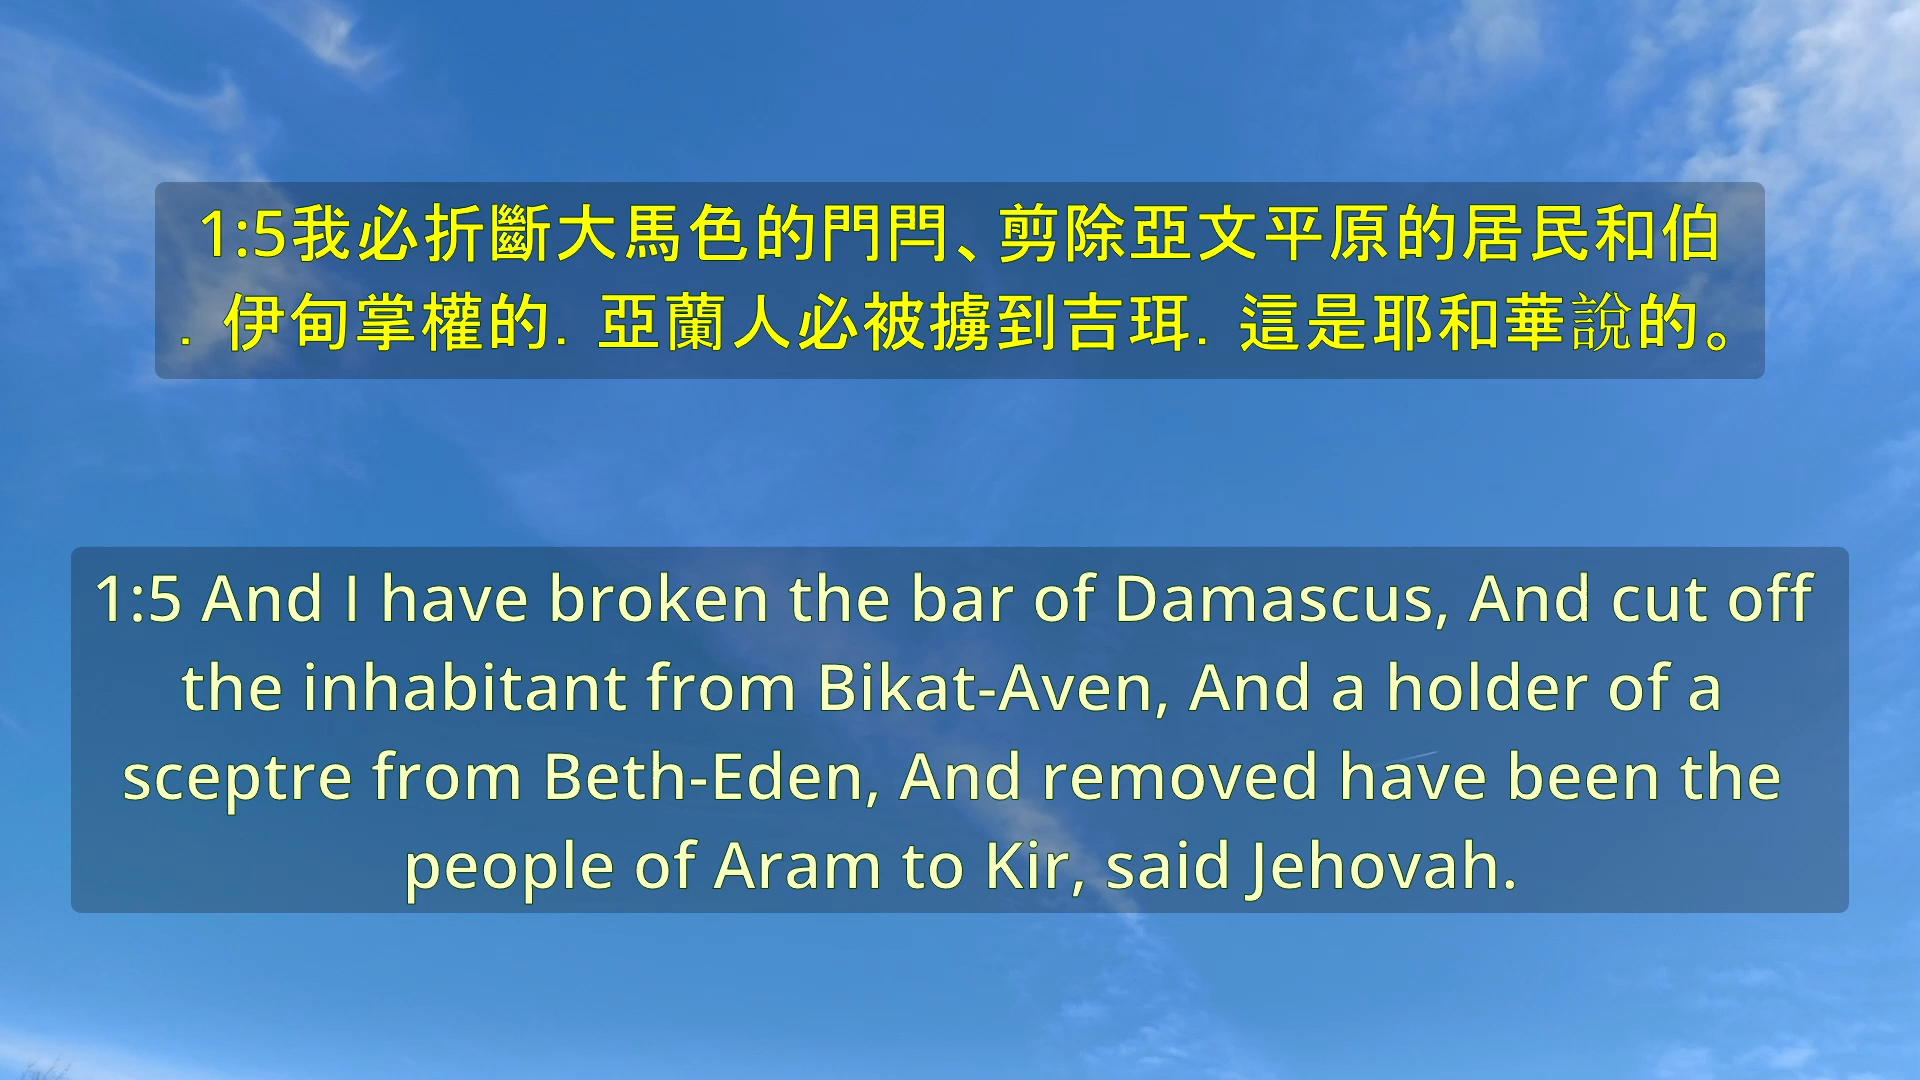 1:5我必折斷大馬色的門閂、剪除亞文平原的居民和伯
．伊甸掌權的．亞蘭人必被擄到吉珥．這是耶和華說的。
1:5 And I have broken the bar of Damascus, And cut off
the inhabitant from Bikat-Aven, And a holder of a
sceptre from Beth-Eden, And removed have been the
people of Aram to Kir, said Jehovah.